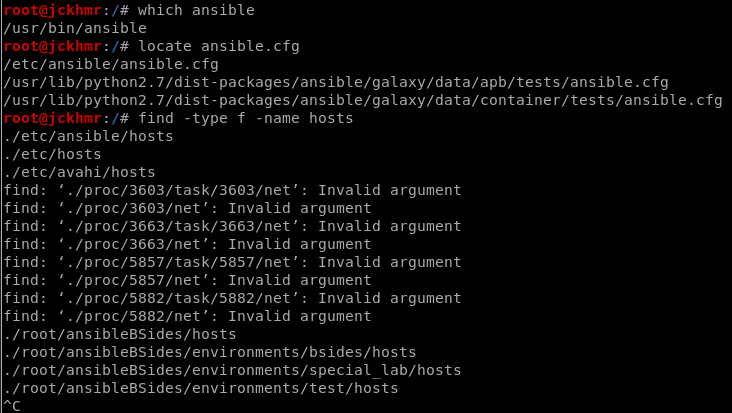 root@jckhmr:/# which ansible
/usr/bin/ansible
root@jckhmr:/# locate ansible.cfg
/etc/ansible/ansible.cfg
/usr/lib/python2.7/dist-packages/ansible/galaxy/data/apb/tests/ansible.cfg
/usr/lib/python2.7/dist-packages/ansible/galaxy/data/container/tests/ansible.cfg
root@jckhmr:/# find -type f -name hosts
./etc/ansible/hosts
./etc/hosts
./etc/avahi/hosts
find: ‘./proc/3603/task/3603/net’: Invalid argument
find: ‘./proc/3603/net’: Invalid argument
find: ‘./proc/3663/task/3663/net’: Invalid argument
find: ‘./proc/3663/net’: Invalid argument
find: ‘./proc/5857/task/5857/net’: Invalid argument
find: ‘./proc/5857/net’: Invalid argument
find: ‘./proc/5882/task/5882/net’: Invalid argument
find: ‘./proc/5882/net’: Invalid argument
./root/ansibleBSides/hosts
./root/ansibleBSides/environments/bsides/hosts
./root/ansibleBSides/environments/special_lab/hosts
./root/ansibleBSides/environments/test/hosts
^C